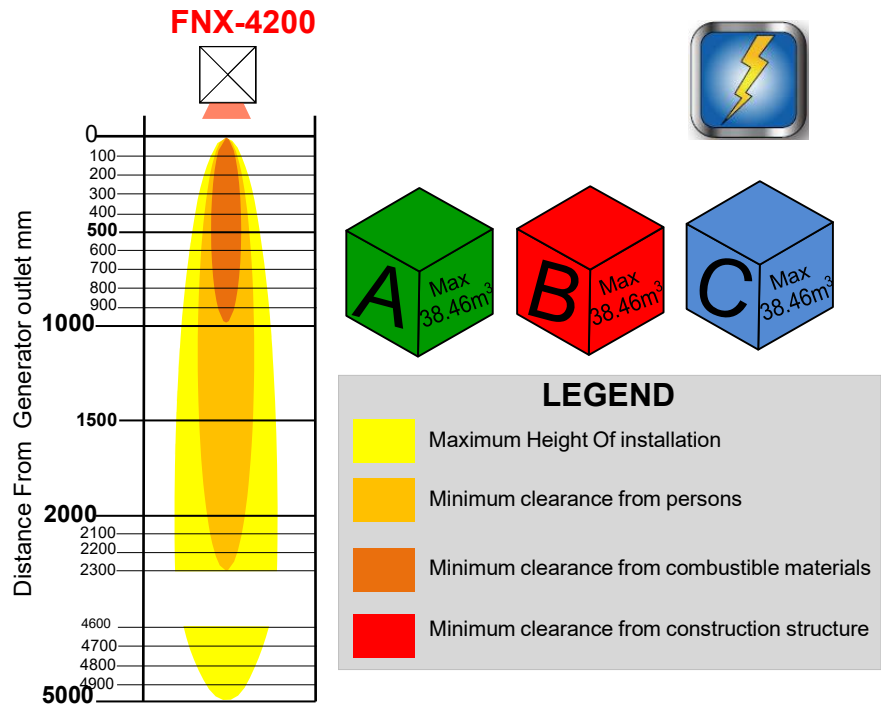 FNX-4200
Distance From Generator outlet mm
0
100
200
300
400
500
600
700
800
900
1000
1500
2000
2100
2200
2300
4600
4700
4800
4900
5000
A
Max
38.46m³
B
Max
38.46m³
C
Max
38.46m³
LEGEND
Maximum Height Of installation
Minimum clearance from persons
Minimum clearance from combustible materials
Minimum clearance from construction structure